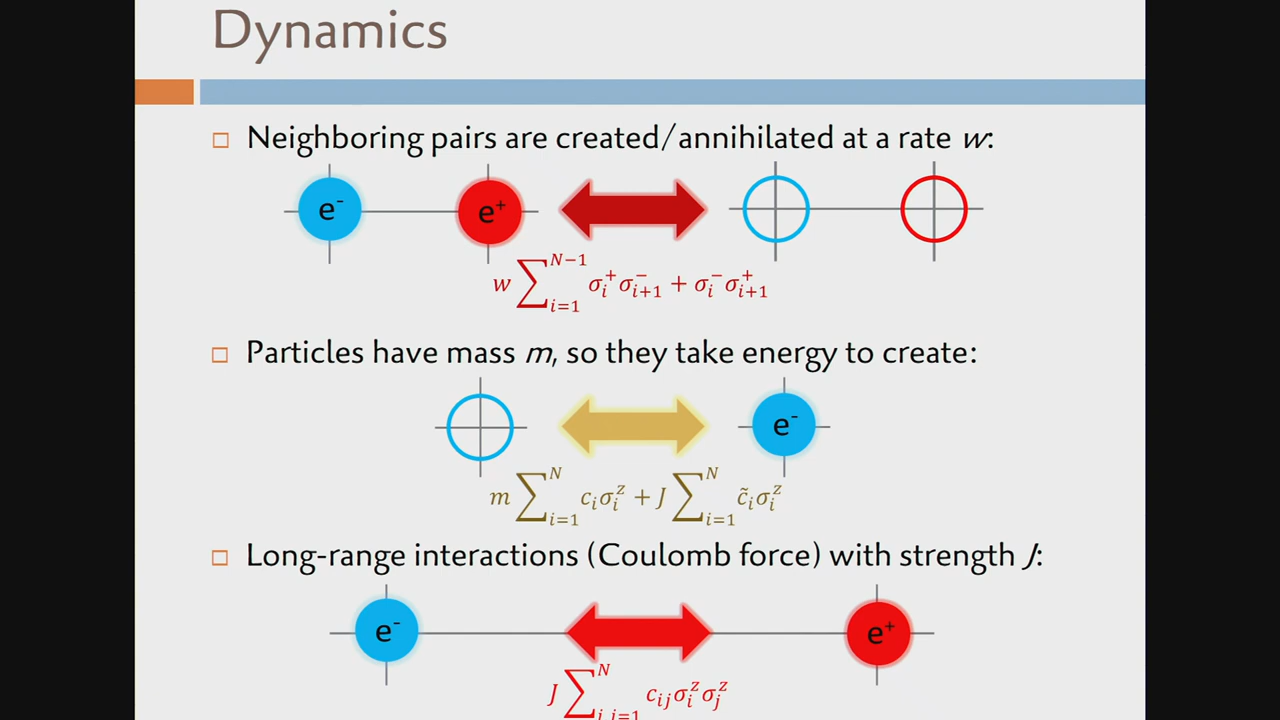 Dynamics
Neighboring pairs are created/annihilated at a rate w:
e⁻ e⁺
w ∑_{i=1}^{N−1} σ_i^+ σ_{i+1}^- + σ_i^- σ_{i+1}^+
Particles have mass m, so they take energy to create:
e⁻
m ∑_{i=1}^{N} c_i σ_i^z + J ∑_{i=1}^{N} c̃_i σ_i^z
Long-range interactions (Coulomb force) with strength J:
e⁻ e⁺
J ∑_{i,j=1}^{N} c_{ij} σ_i^z σ_j^z